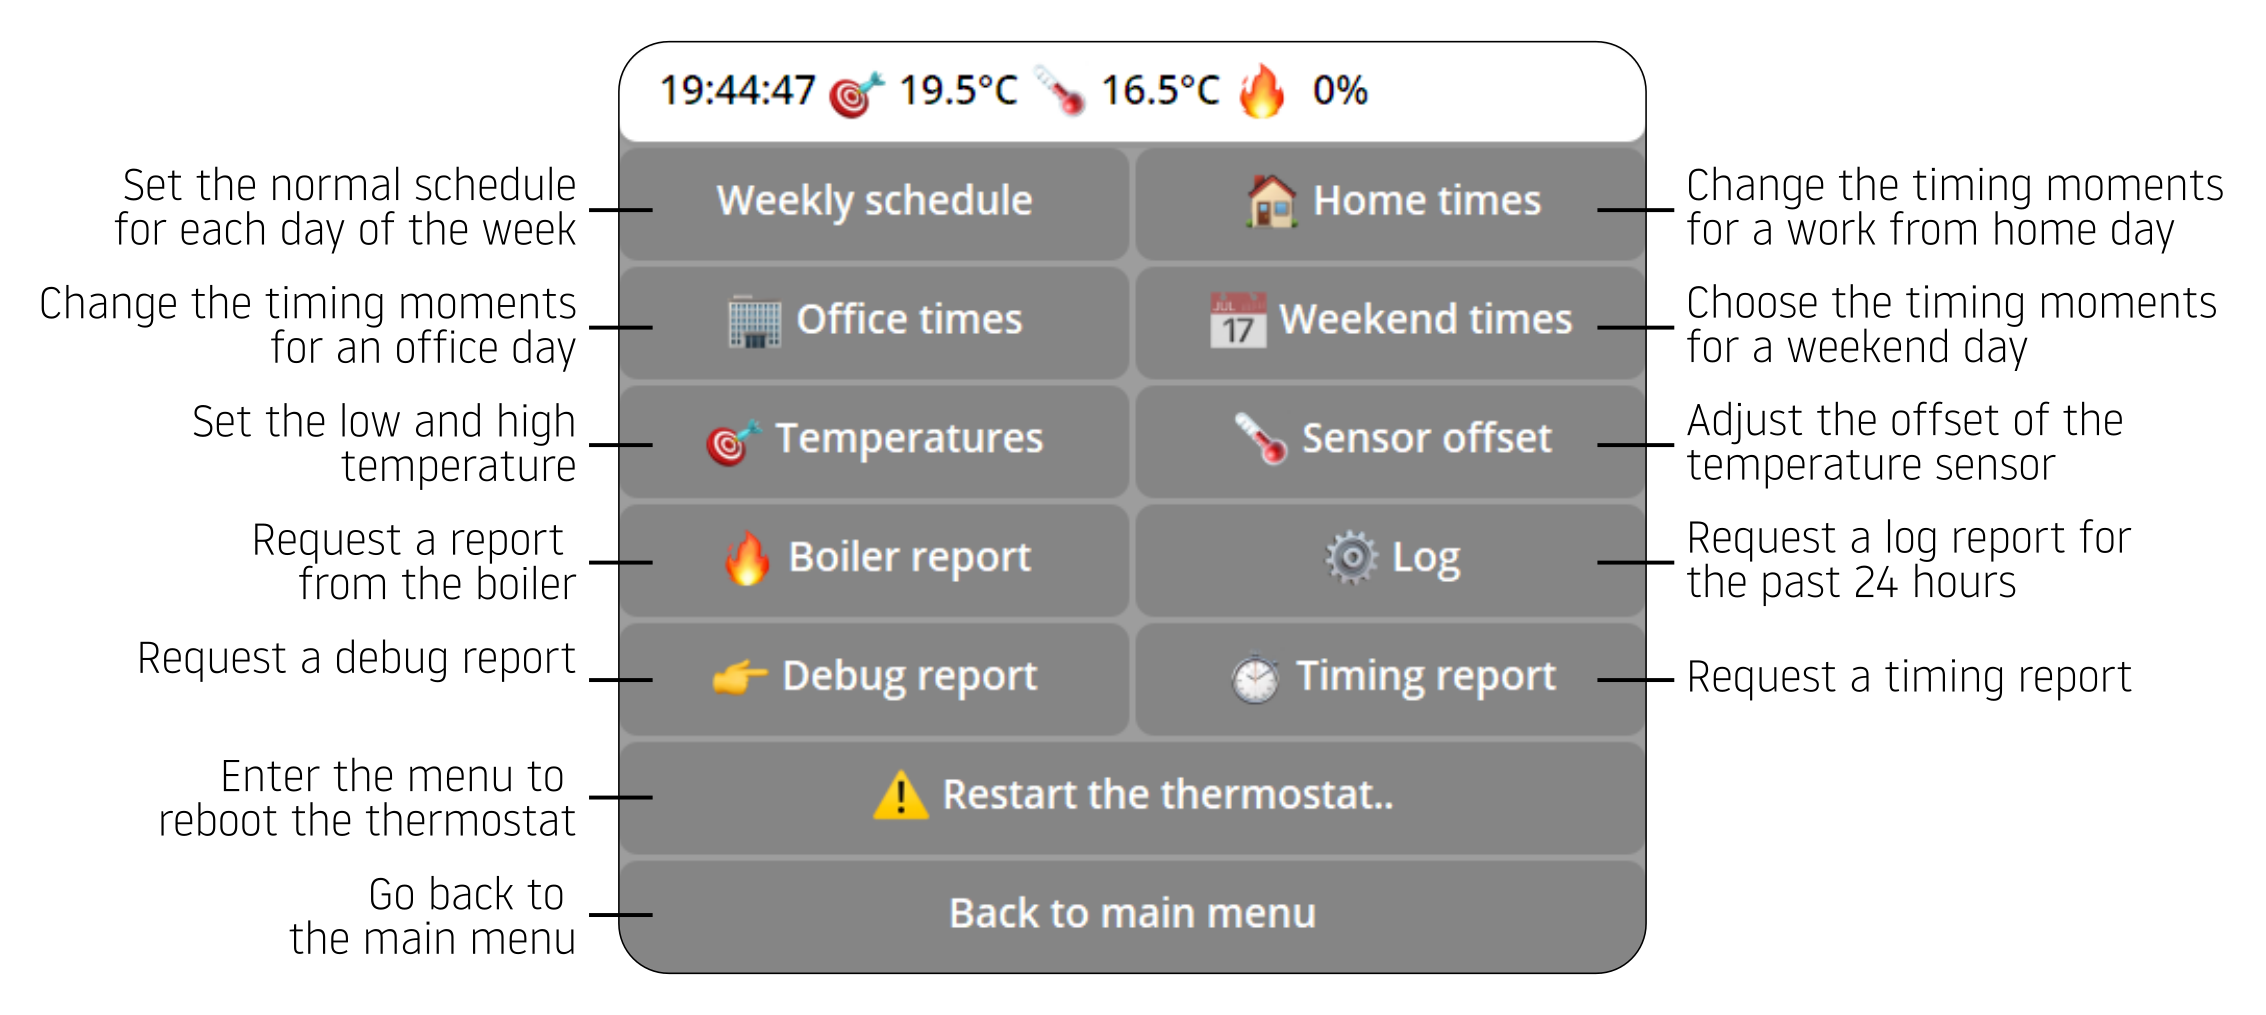 19:44:47 19.5°C 16.5°C 0%
Set the normal schedule
for each day of the week
Weekly schedule
Home times
Change the timing moments
for a work from home day
Change the timing moments
for an office day
Office times
JUL
17
Weekend times
Choose the timing moments
for a weekend day
Set the low and high
temperature
Temperatures
Sensor offset
Adjust the offset of the
temperature sensor
Request a report
from the boiler
Boiler report
Log
Request a log report for
the past 24 hours
Request a debug report
Debug report
Timing report
Request a timing report
Enter the menu to
reboot the thermostat
Restart the thermostat..
Go back to
the main menu
Back to main menu